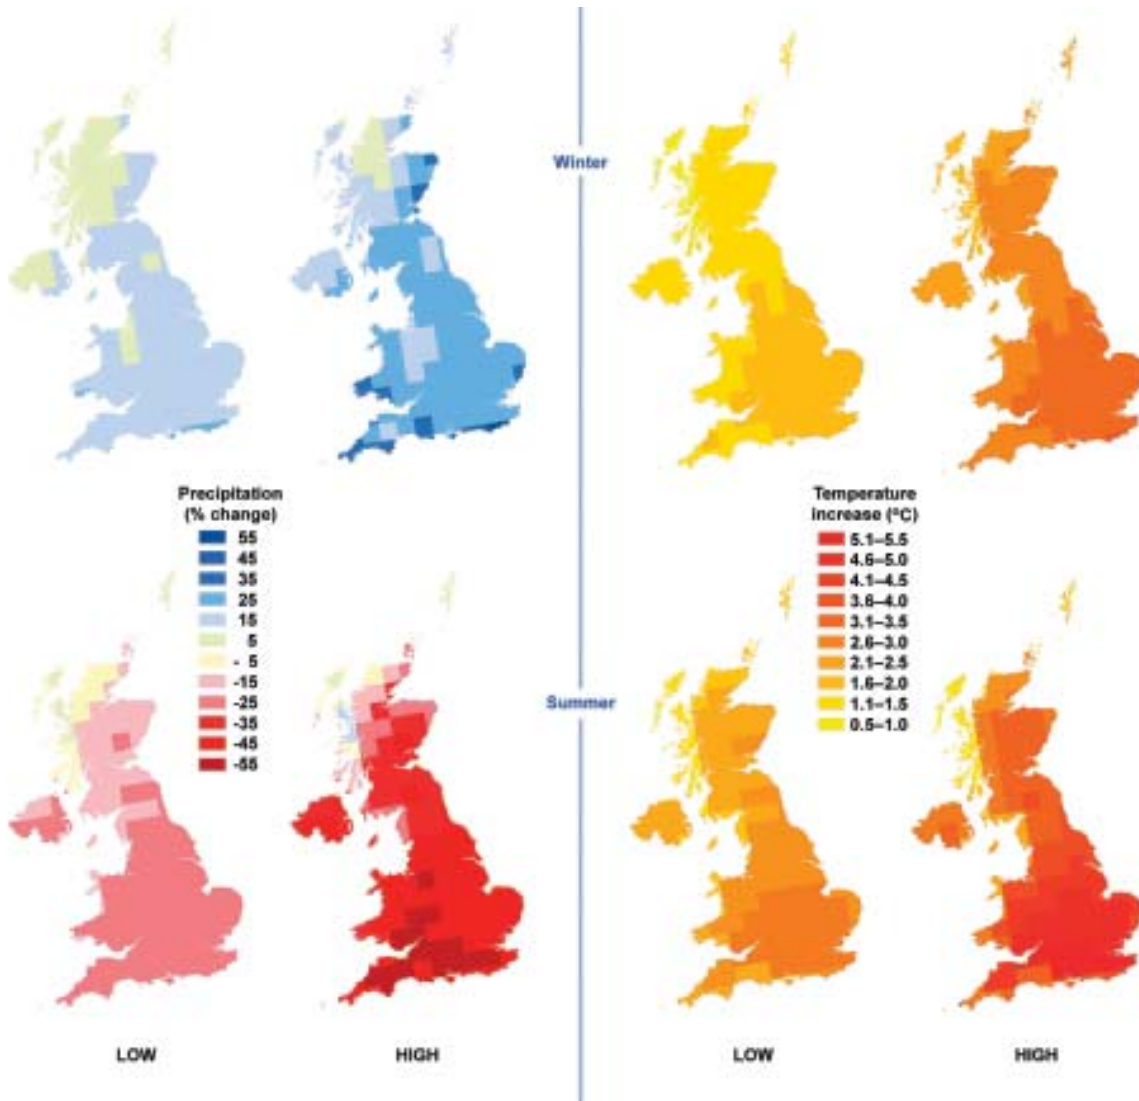 Winter
Precipitation
(% change)
55
45
35
25
15
5
- 5
-15
-25
-35
-45
-55
Temperature
increase (ºC)
5.1–5.5
4.6–5.0
4.1–4.5
3.6–4.0
3.1–3.5
2.6–3.0
2.1–2.5
1.6–2.0
1.1–1.5
0.5–1.0
Summer
LOW
HIGH
LOW
HIGH